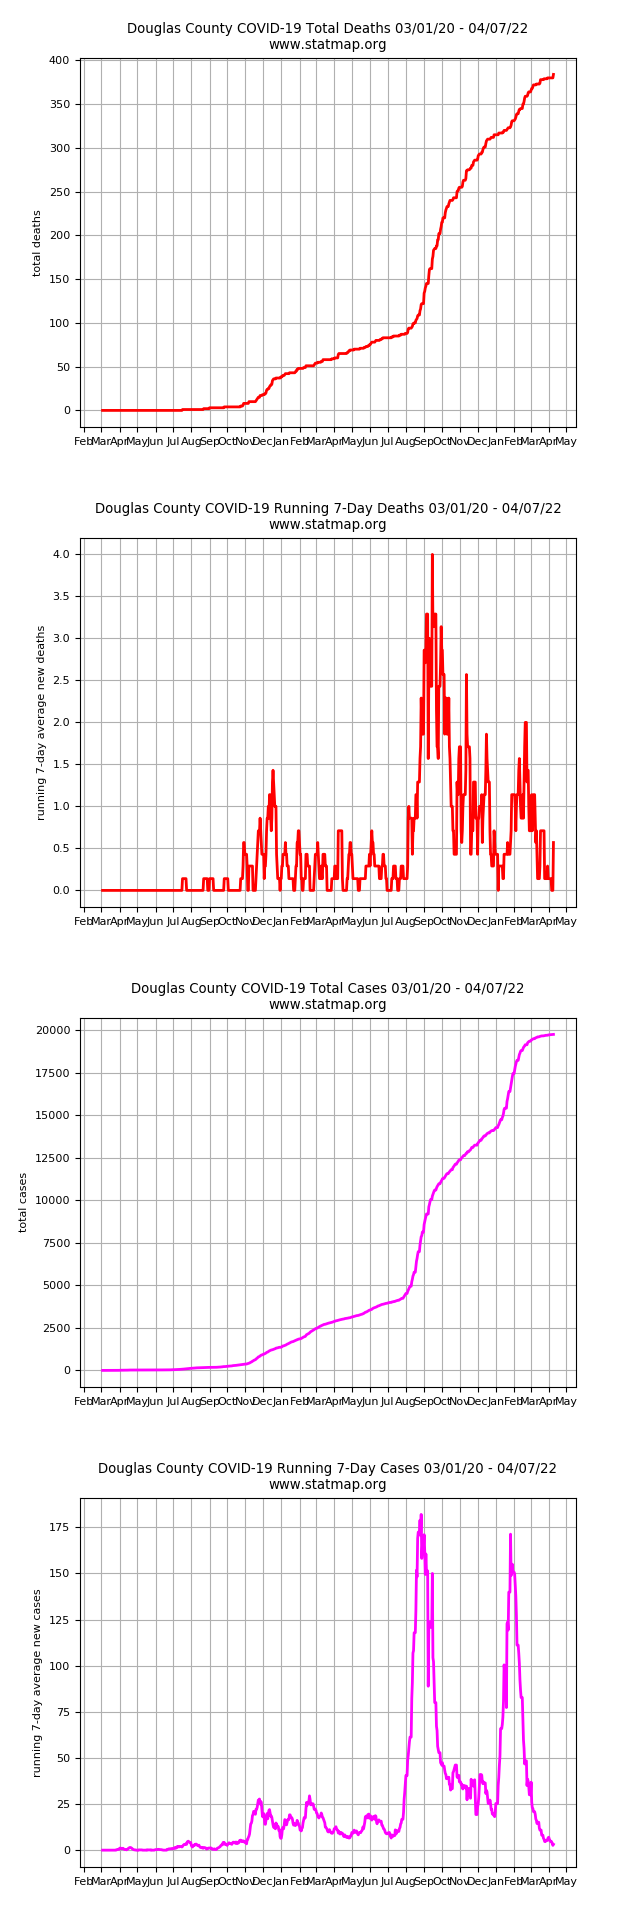 Douglas County COVID-19 Total Deaths 03/01/20 - 04/07/22
www.statmap.org
400
350
300
250
200
150
100
50
0
total deaths
Feb Mar Apr May Jun Jul Aug Sep Oct Nov Dec Jan Feb Mar Apr May Jun Jul Aug Sep Oct Nov Dec Jan Feb Mar Apr May
Douglas County COVID-19 Running 7-Day Deaths 03/01/20 - 04/07/22
www.statmap.org
4.0
3.5
3.0
2.5
2.0
1.5
1.0
0.5
0.0
running 7-day average new deaths
Feb Mar Apr May Jun Jul Aug Sep Oct Nov Dec Jan Feb Mar Apr May Jun Jul Aug Sep Oct Nov Dec Jan Feb Mar Apr May
Douglas County COVID-19 Total Cases 03/01/20 - 04/07/22
www.statmap.org
20000
17500
15000
12500
10000
7500
5000
2500
0
total cases
Feb Mar Apr May Jun Jul Aug Sep Oct Nov Dec Jan Feb Mar Apr May Jun Jul Aug Sep Oct Nov Dec Jan Feb Mar Apr May
Douglas County COVID-19 Running 7-Day Cases 03/01/20 - 04/07/22
www.statmap.org
175
150
125
100
75
50
25
0
running 7-day average new cases
Feb Mar Apr May Jun Jul Aug Sep Oct Nov Dec Jan Feb Mar Apr May Jun Jul Aug Sep Oct Nov Dec Jan Feb Mar Apr May